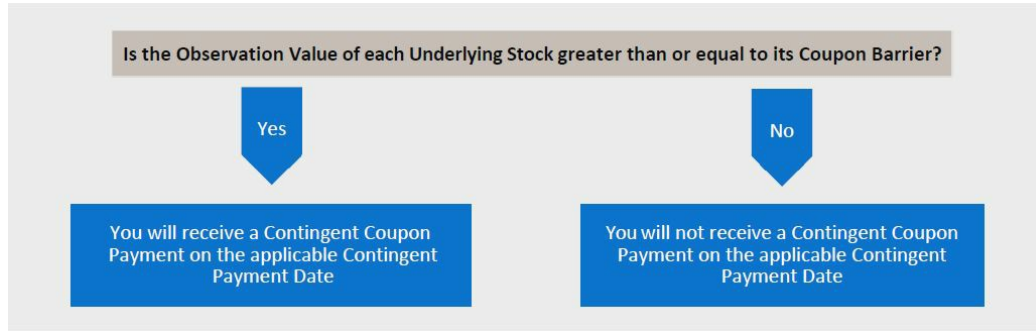 Is the Observation Value of each Underlying Stock greater than or equal to its Coupon Barrier?
Yes
No
You will receive a Contingent Coupon
Payment on the applicable Contingent
Payment Date
You will not receive a Contingent Coupon
Payment on the applicable Contingent
Payment Date